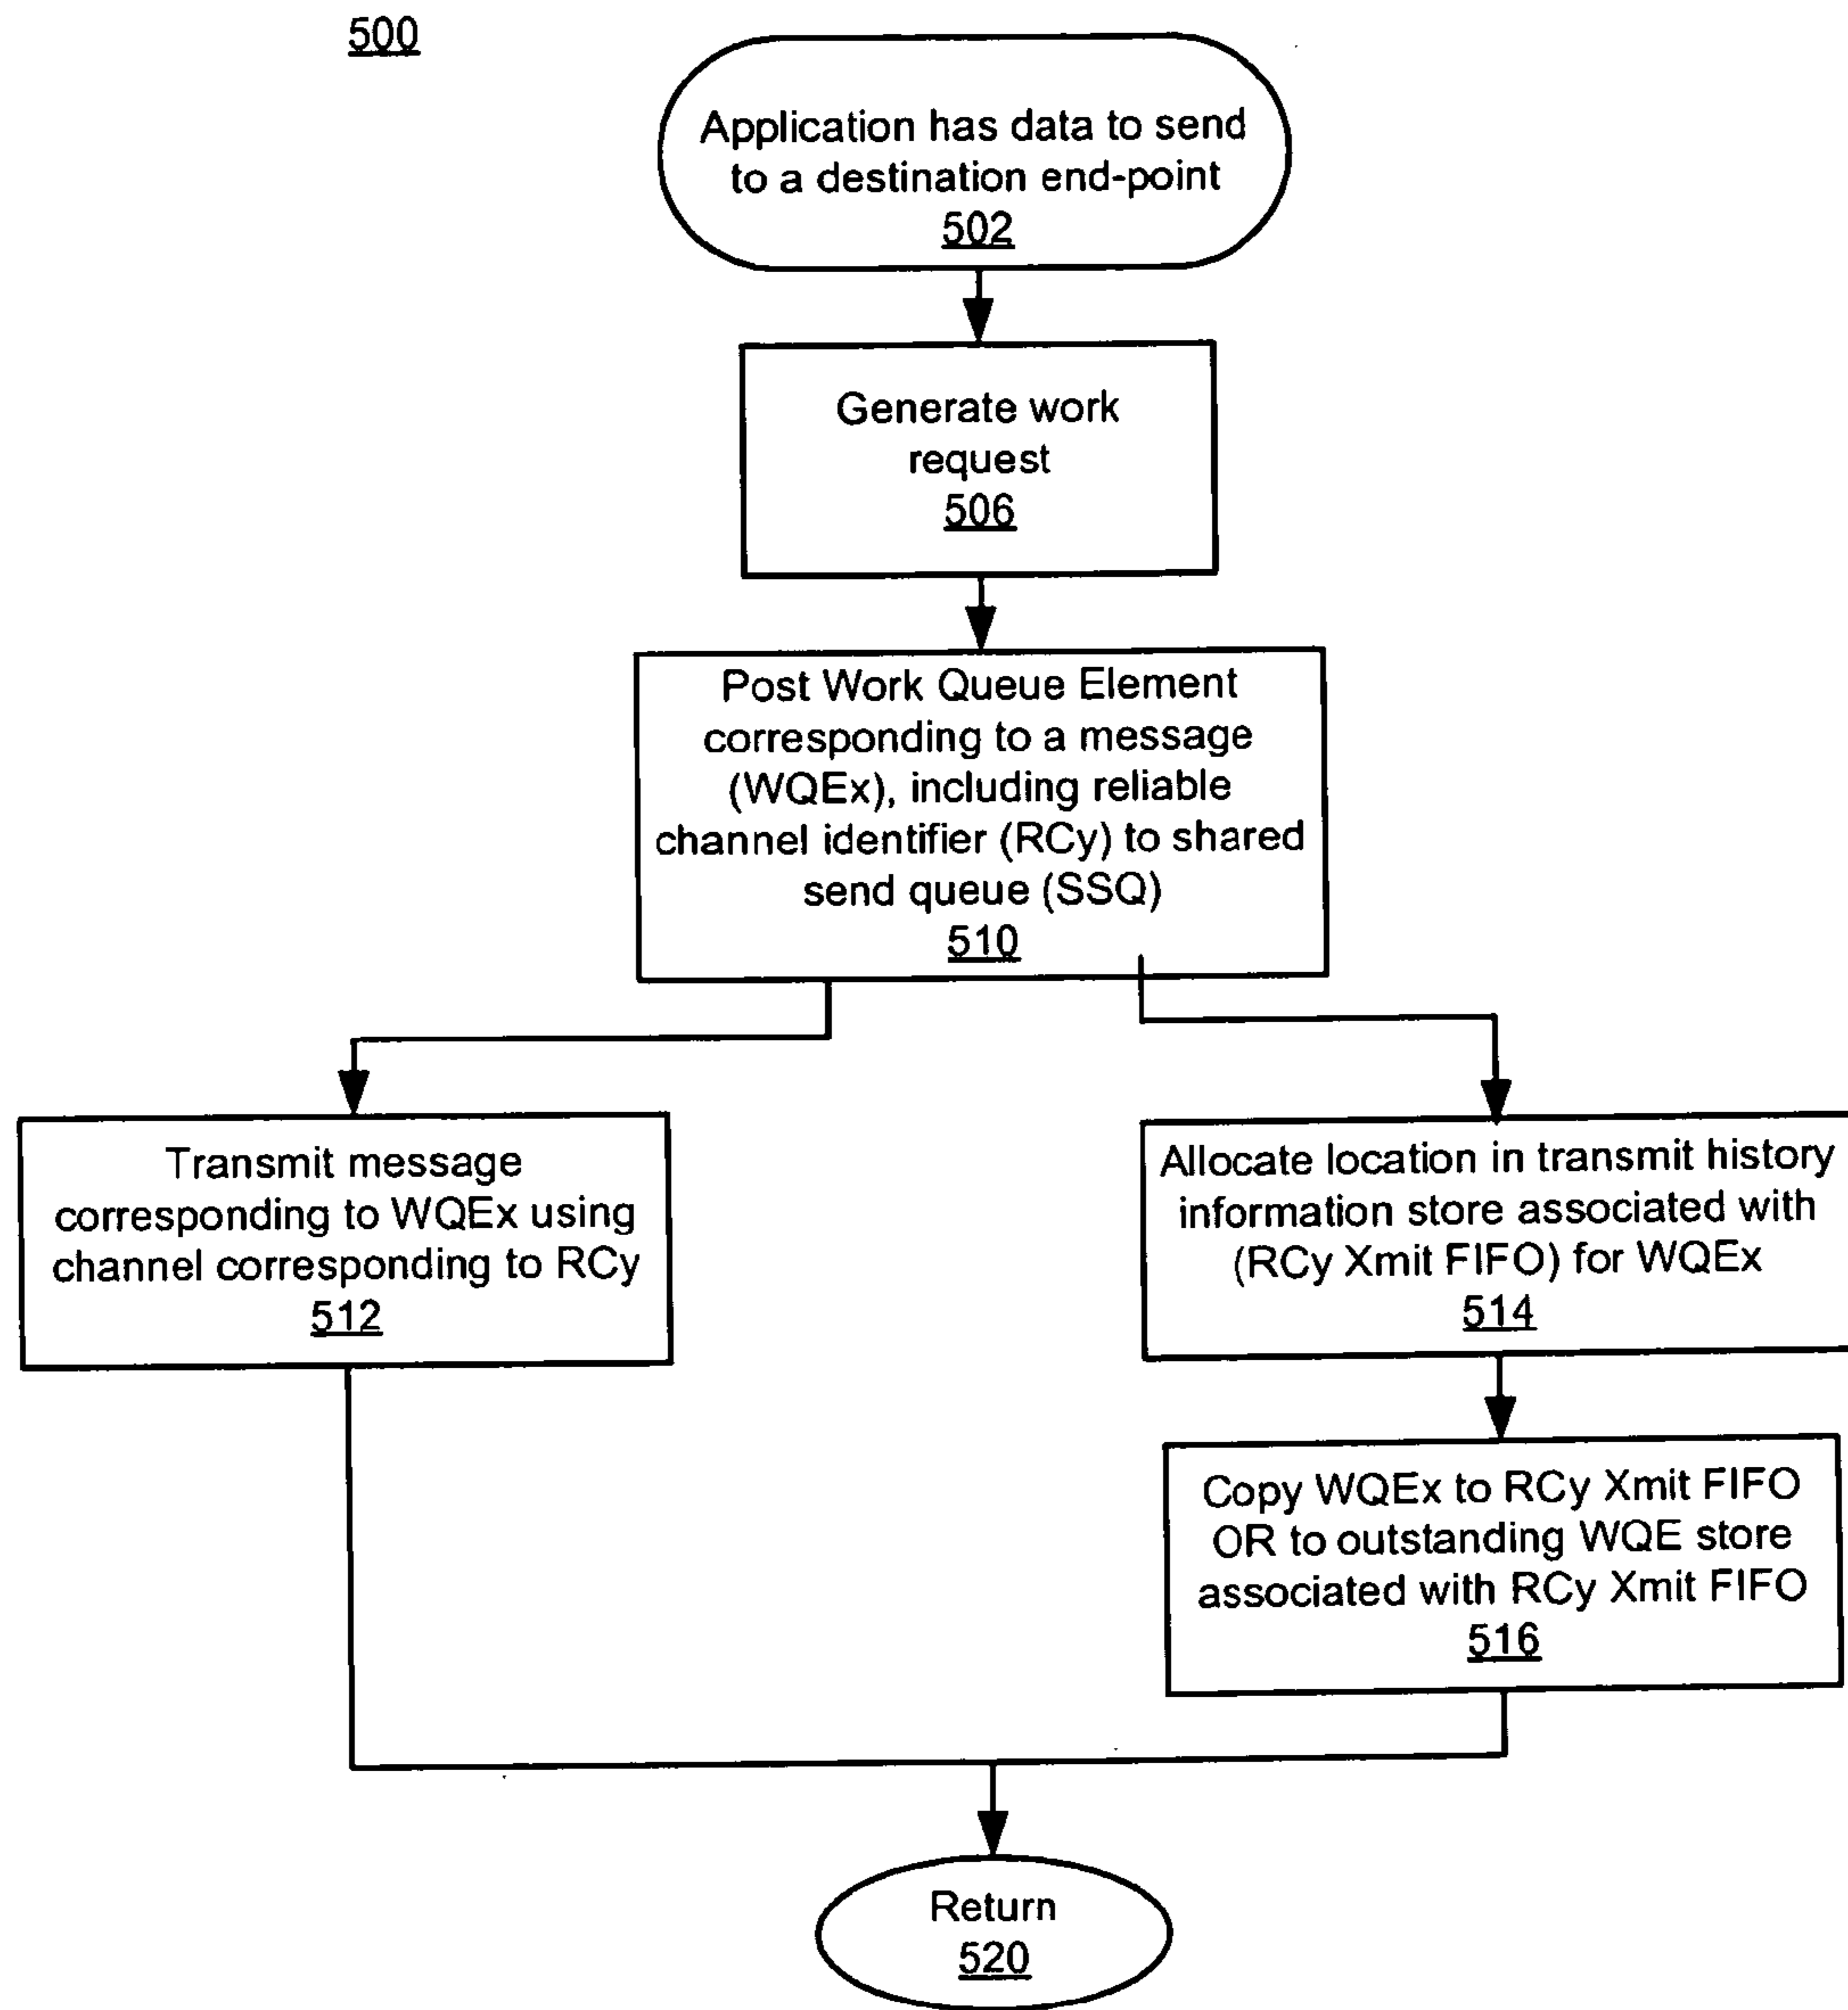 500
Application has data to send
to a destination end-point
502
Generate work
request
506
Post Work Queue Element
corresponding to a message
(WQEx), including reliable
channel identifier (RCy) to shared
send queue (SSQ)
510
Transmit message
corresponding to WQEx using
channel corresponding to RCy
512
Allocate location in transmit history
information store associated with
(RCy Xmit FIFO) for WQEx
514
Copy WQEx to RCy Xmit FIFO
OR to outstanding WQE store
associated with RCy Xmit FIFO
516
Return
520